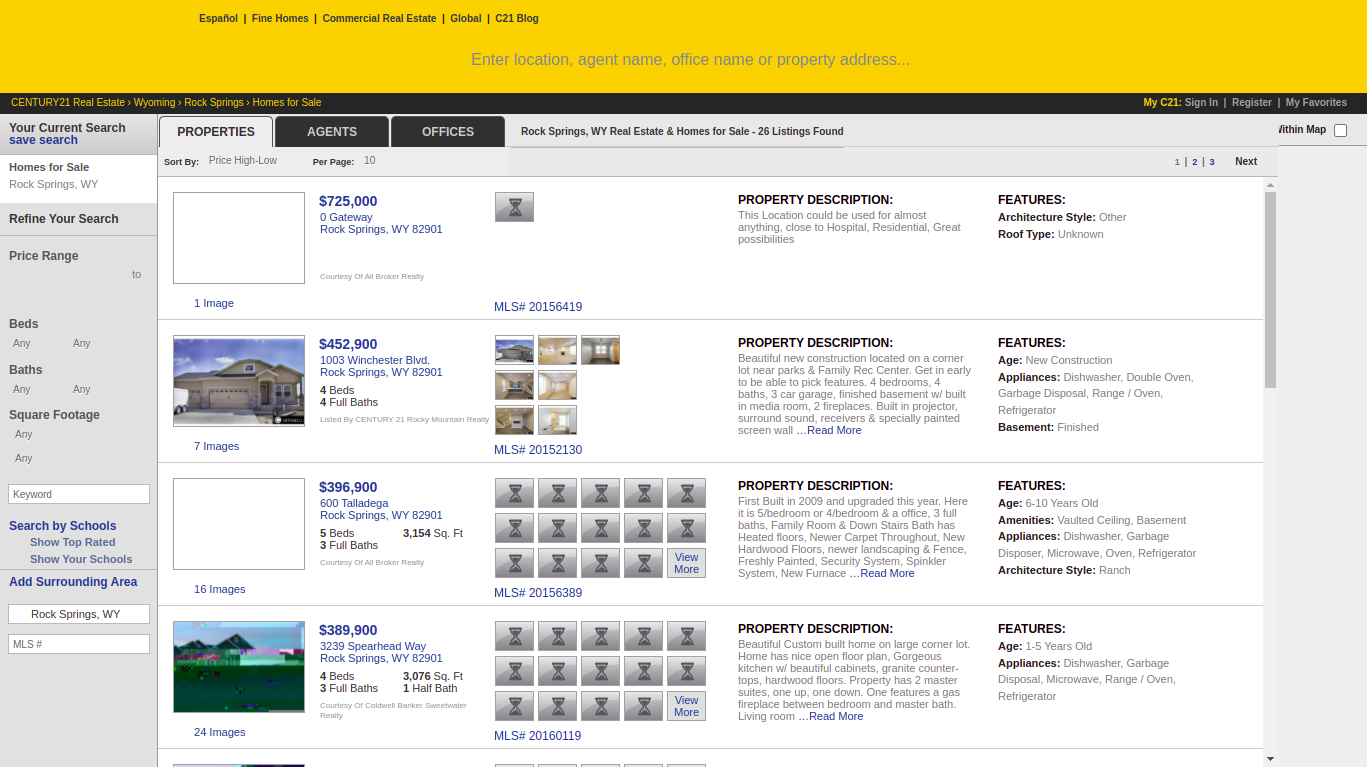 Español | Fine Homes | Commercial Real Estate | Global | C21 Blog
Enter location, agent name, office name or property address...
CENTURY21 Real Estate › Wyoming › Rock Springs › Homes for Sale
My C21: Sign In | Register | My Favorites
Your Current Search
save search
Homes for Sale
Rock Springs, WY
Refine Your Search
Price Range
to
Beds
Any Any
Baths
Any Any
Square Footage
Any
Any
Keyword
Search by Schools
Show Top Rated
Show Your Schools
Add Surrounding Area
Rock Springs, WY
MLS #
PROPERTIES AGENTS OFFICES
Rock Springs, WY Real Estate & Homes for Sale - 26 Listings Found
Within Map
Sort By: Price High-Low Per Page: 10
1 | 2 | 3 Next
$725,000
0 Gateway
Rock Springs, WY 82901
Courtesy Of All Broker Realty
1 Image
MLS# 20156419
PROPERTY DESCRIPTION:
This Location could be used for almost
anything, close to Hospital, Residential, Great
possibilities
FEATURES:
Architecture Style: Other
Roof Type: Unknown
$452,900
1003 Winchester Blvd.
Rock Springs, WY 82901
4 Beds
4 Full Baths
Listed By CENTURY 21 Rocky Mountain Realty
7 Images
MLS# 20152130
PROPERTY DESCRIPTION:
Beautiful new construction located on a corner
lot near parks & Family Rec Center. Get in early
to be able to pick features. 4 bedrooms, 4
baths, 3 car garage, finished basement w/ built
in media room, 2 fireplaces. Built in projector,
surround sound, receivers & specially painted
screen wall …Read More
FEATURES:
Age: New Construction
Appliances: Dishwasher, Double Oven,
Garbage Disposal, Range / Oven,
Refrigerator
Basement: Finished
$396,900
600 Talladega
Rock Springs, WY 82901
5 Beds 3,154 Sq. Ft
3 Full Baths
Courtesy Of All Broker Realty
16 Images
View
More
MLS# 20156389
PROPERTY DESCRIPTION:
First Built in 2009 and upgraded this year. Here
it is 5/bedroom or 4/bedroom & a office, 3 full
baths, Family Room & Down Stairs Bath has
Heated floors, Newer Carpet Throughout, New
Hardwood Floors, newer landscaping & Fence,
Freshly Painted, Security System, Spinkler
System, New Furnace …Read More
FEATURES:
Age: 6-10 Years Old
Amenities: Vaulted Ceiling, Basement
Appliances: Dishwasher, Garbage
Disposer, Microwave, Oven, Refrigerator
Architecture Style: Ranch
$389,900
3239 Spearhead Way
Rock Springs, WY 82901
4 Beds 3,076 Sq. Ft
3 Full Baths 1 Half Bath
Courtesy Of Coldwell Banker Sweetwater
Realty
24 Images
View
More
MLS# 20160119
PROPERTY DESCRIPTION:
Beautiful Custom built home on large corner lot.
Home has nice open floor plan, Gorgeous
kitchen w/ beautiful cabinets, granite counter-
tops, hardwood floors. Property has 2 master
suites, one up, one down. One features a gas
fireplace between bedroom and master bath.
Living room …Read More
FEATURES:
Age: 1-5 Years Old
Appliances: Dishwasher, Garbage
Disposal, Microwave, Range / Oven,
Refrigerator